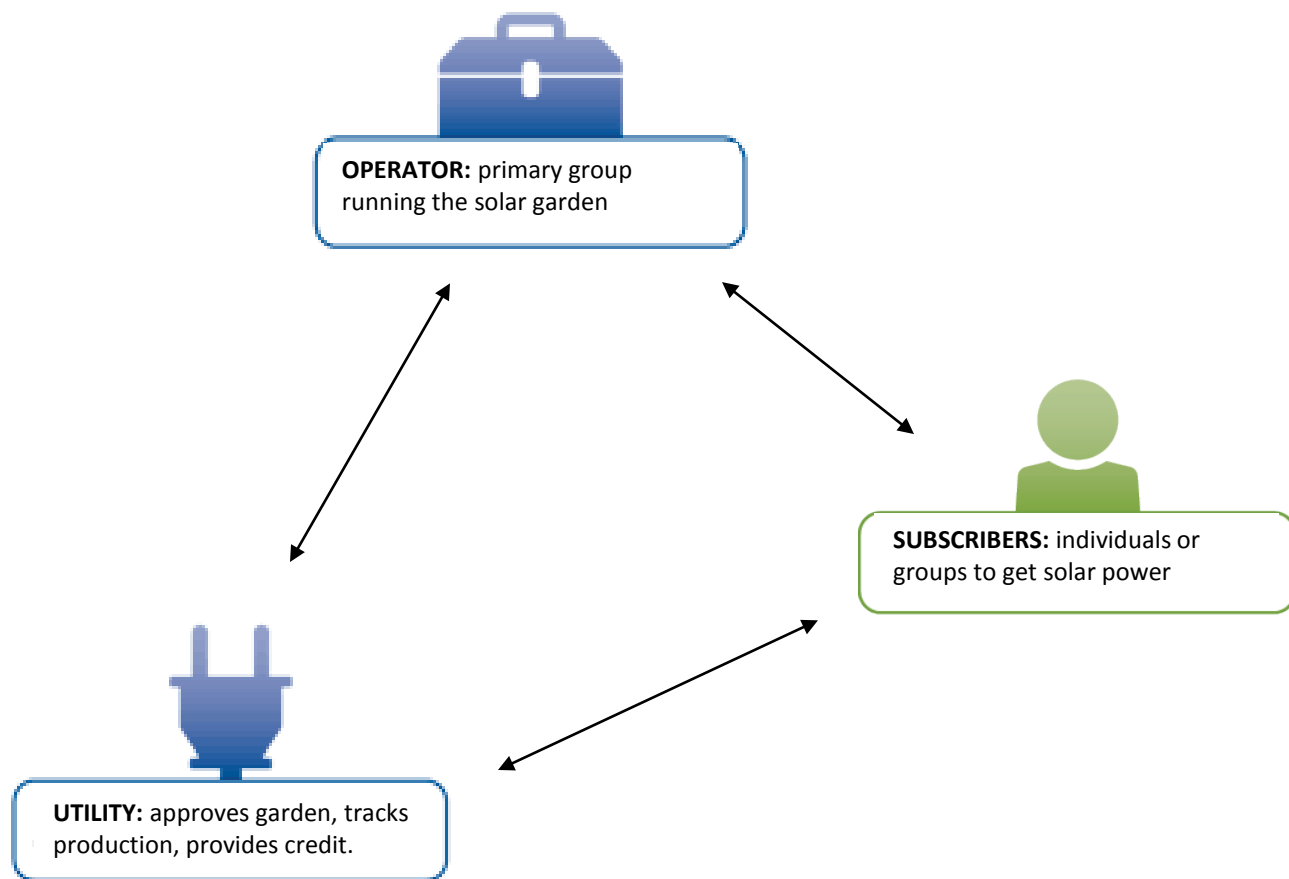 OPERATOR: primary group
running the solar garden
SUBSCRIBERS: individuals or
groups to get solar power
UTILITY: approves garden, tracks
production, provides credit.